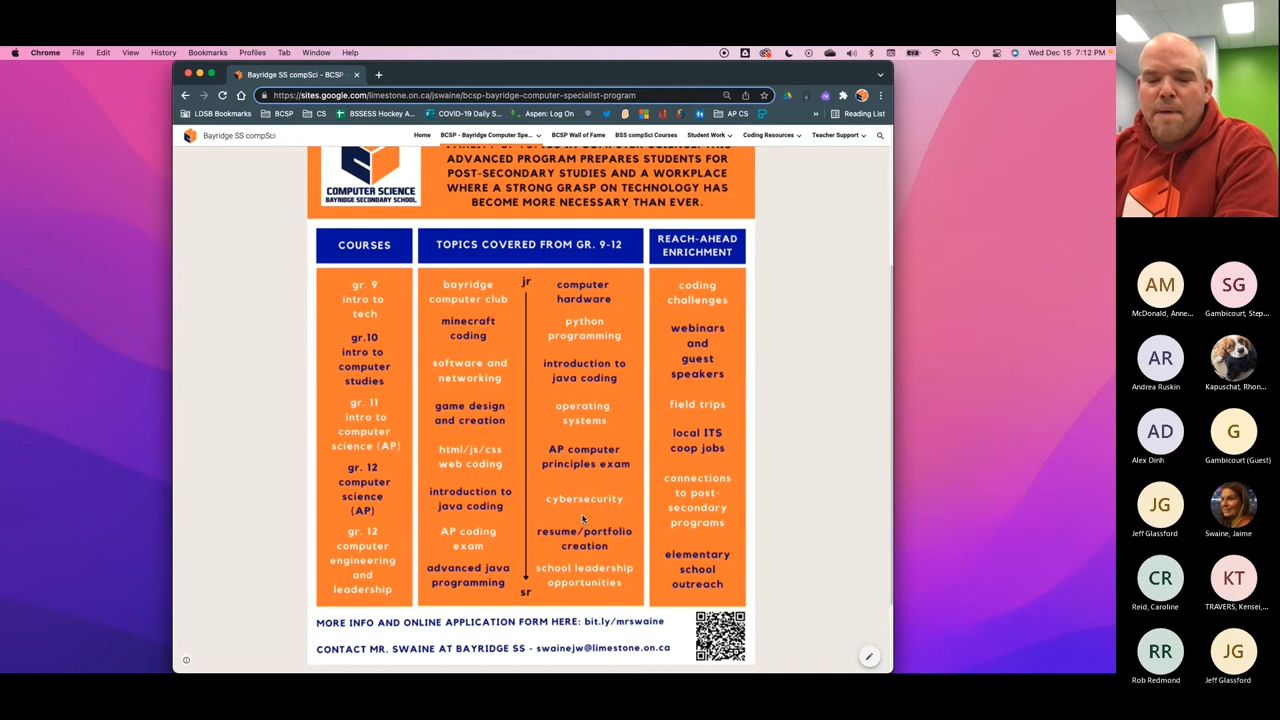 Chrome File Edit View History Bookmarks Profiles Tab Window Help
Wed Dec 15 7:12 PM
Bayridge SS compSci - BCSP
https://sites.google.com/limestone.on.ca/jswaine/bcsp-bayridge-computer-specialist-program
LDSB Bookmarks BCSP CS BSSESS Hockey A... COVID-19 Daily S... Aspen: Log On AP CS » Reading List
Bayridge SS compSci Home BCSP - Bayridge Computer Spe... BCSP Wall of Fame BSS compSci Courses Student Work Coding Resources Teacher Support
VARIETY OF TOPICS IN COMPUTER SCIENCE. THIS
ADVANCED PROGRAM PREPARES STUDENTS FOR
POST-SECONDARY STUDIES AND A WORKPLACE
WHERE A STRONG GRASP ON TECHNOLOGY HAS
BECOME MORE NECESSARY THAN EVER.
COMPUTER SCIENCE
BAYRIDGE SECONDARY SCHOOL
COURSES
gr. 9
intro to
tech
gr.10
intro to
computer
studies
gr. 11
intro to
computer
science (AP)
gr. 12
computer
science
(AP)
gr. 12
computer
engineering
and
leadership
TOPICS COVERED FROM GR. 9-12
jr
bayridge
computer club
minecraft
coding
software and
networking
game design
and creation
html/js/css
web coding
introduction to
java coding
AP coding
exam
advanced java
programming
computer
hardware
python
programming
introduction to
java coding
operating
systems
AP computer
principles exam
cybersecurity
resume/portfolio
creation
school leadership
opportunities
sr
REACH-AHEAD
ENRICHMENT
coding
challenges
webinars
and
guest
speakers
field trips
local ITS
coop jobs
connections
to post-
secondary
programs
elementary
school
outreach
MORE INFO AND ONLINE APPLICATION FORM HERE: bit.ly/mrswaine
CONTACT MR. SWAINE AT BAYRIDGE SS - swainejw@limestone.on.ca
AM
McDonald, Anne...
SG
Gambicourt, Step...
AR
Andrea Ruskin
Kapuschat, Rhon...
AD
Alex Dinh
G
Gambicourt (Guest)
JG
Jeff Glassford
Swaine, Jaime
CR
Reid, Caroline
KT
TRAVERS, Kensei,...
RR
Rob Redmond
JG
Jeff Glassford